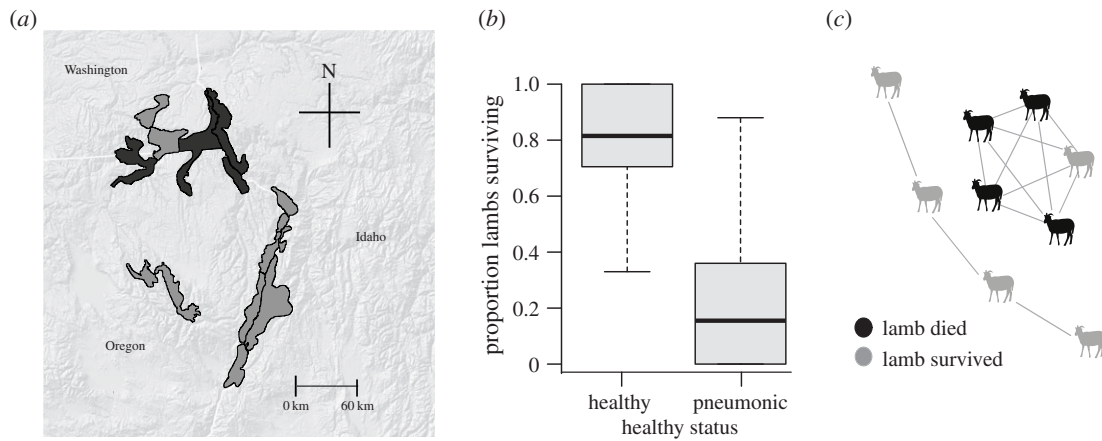 (a)
Washington
N
Idaho
Oregon
0 km
60 km
(b)
proportion lambs surviving
1.0
0.8
0.6
0.4
0.2
0
healthy
pneumonic
healthy status
(c)
lamb died
lamb survived